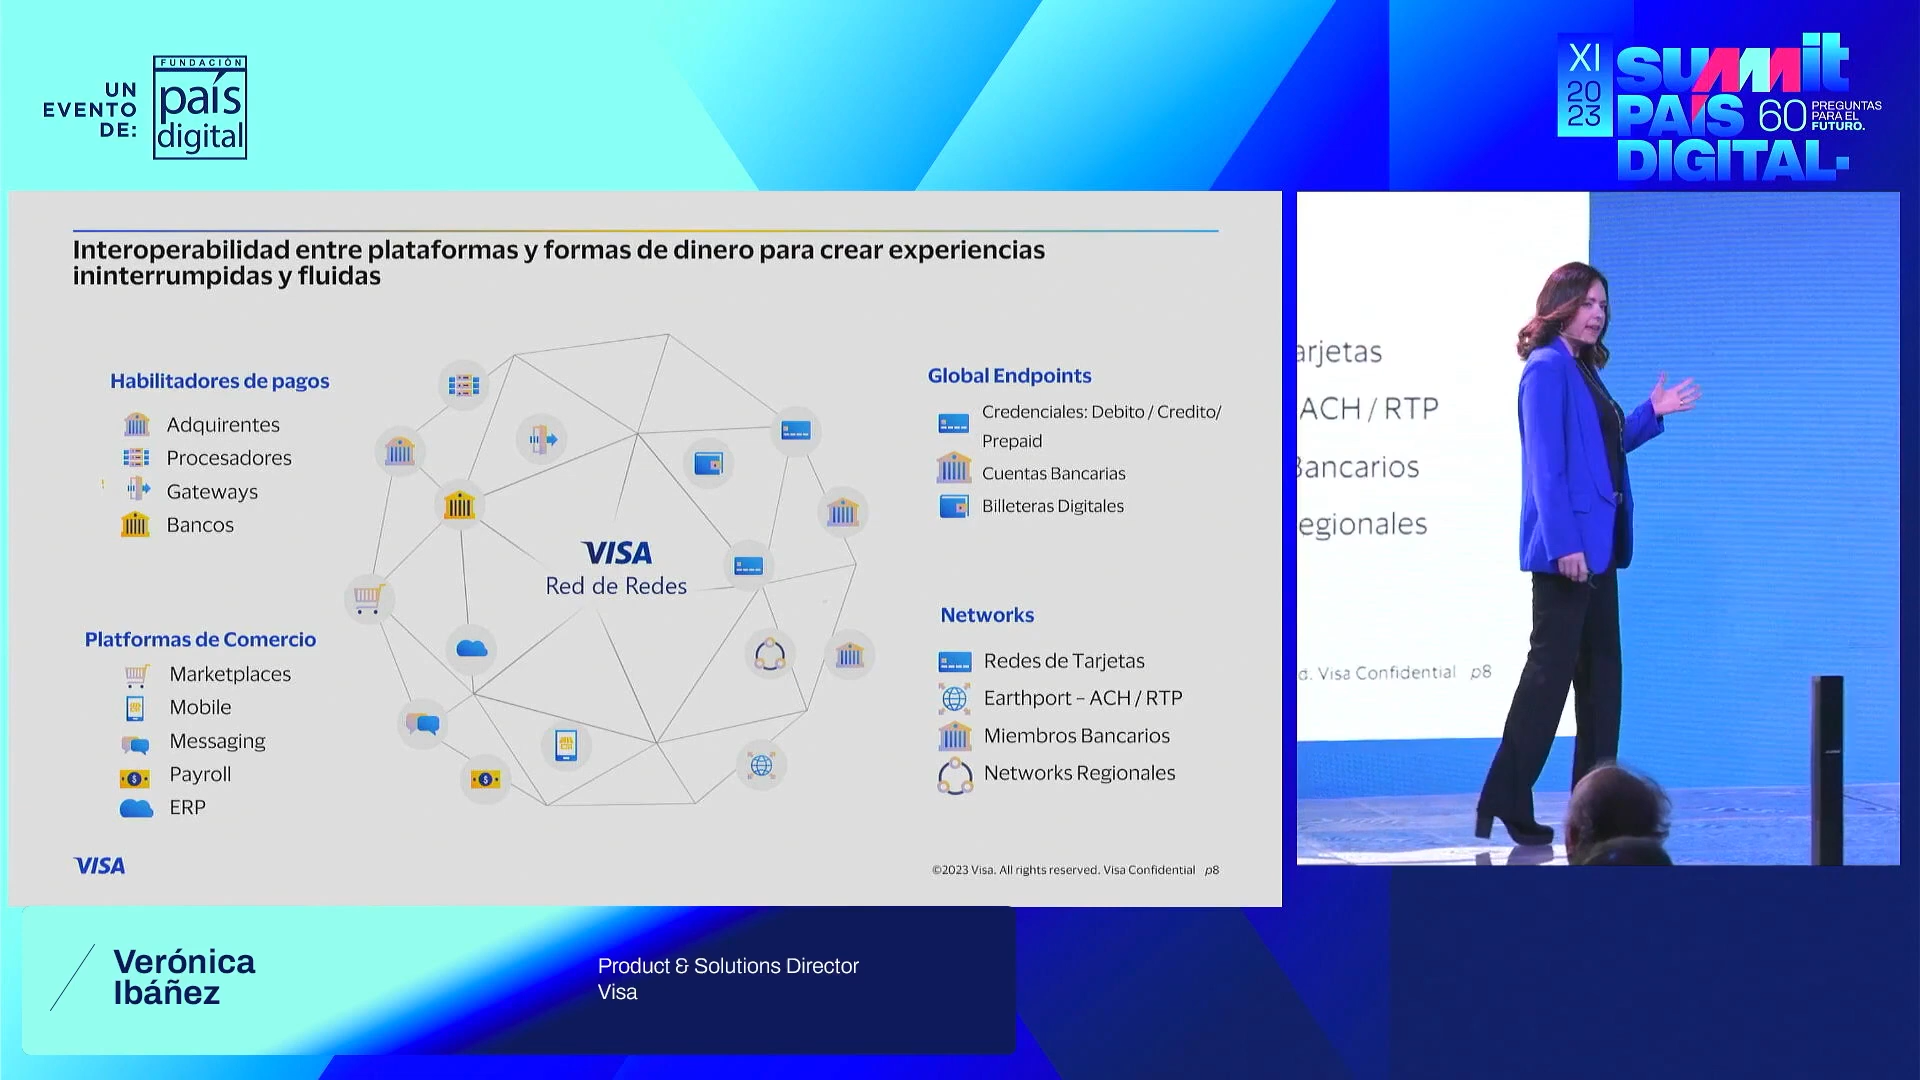 UN
EVENTO
DE:
FUNDACIÓN
país
digital
XI
2023
summit
PAÍS
DIGITAL
60 PREGUNTAS
PARA EL
FUTURO.
Interoperabilidad entre plataformas y formas de dinero para crear experiencias
ininterrumpidas y fluidas
Habilitadores de pagos
Adquirentes
Procesadores
Gateways
Bancos
Platformas de Comercio
Marketplaces
Mobile
Messaging
Payroll
ERP
VISA
Red de Redes
Global Endpoints
Credenciales: Debito / Credito/
Prepaid
Cuentas Bancarias
Billeteras Digitales
Networks
Redes de Tarjetas
Earthport – ACH / RTP
Miembros Bancarios
Networks Regionales
VISA
©2023 Visa. All rights reserved. Visa Confidential p8
arjetas
ACH / RTP
Bancarios
egionales
d. Visa Confidential p8
Verónica
Ibáñez
Product & Solutions Director
Visa